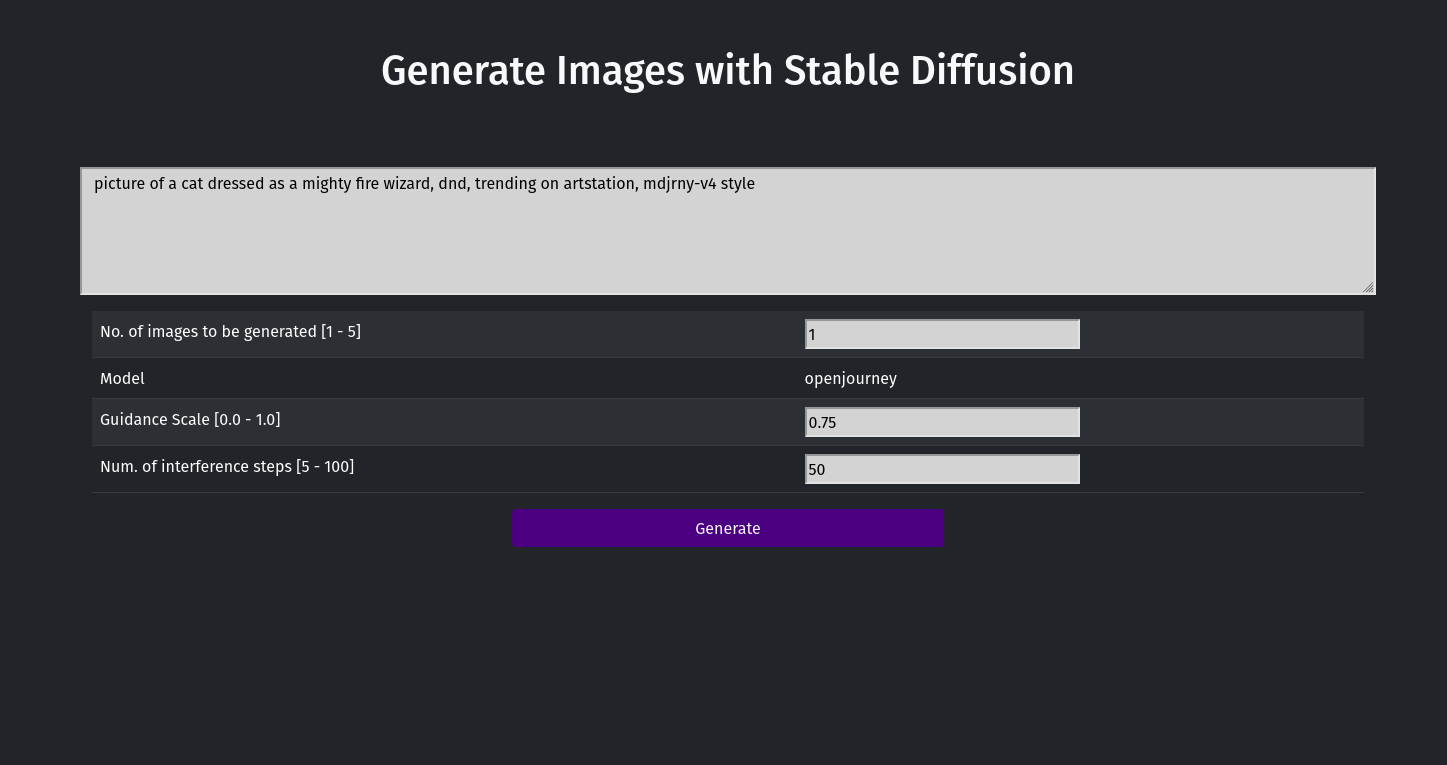 Generate Images with Stable Diffusion
picture of a cat dressed as a mighty fire wizard, dnd, trending on artstation, mdjrny-v4 style
No. of images to be generated [1 - 5]
1
Model
openjourney
Guidance Scale [0.0 - 1.0]
0.75
Num. of interference steps [5 - 100]
50
Generate